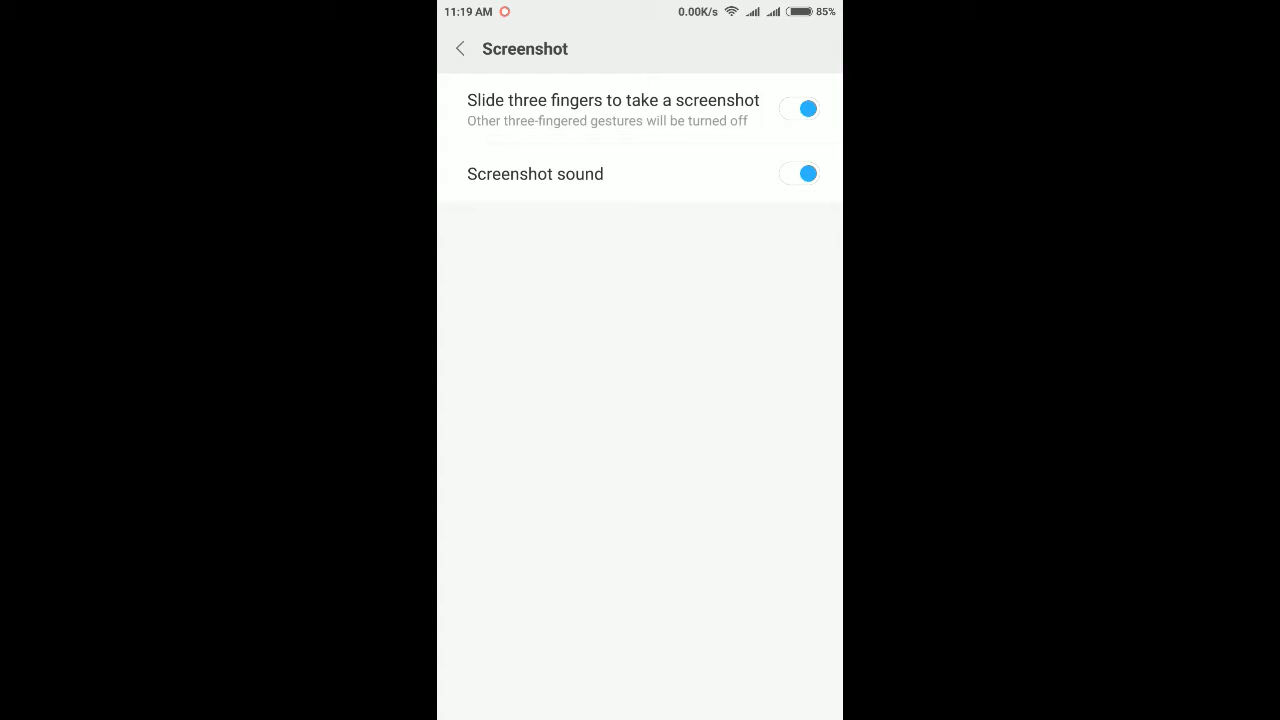 11:19 AM 0.00K/s 85%
Screenshot
Slide three fingers to take a screenshot
Other three-fingered gestures will be turned off
Screenshot sound